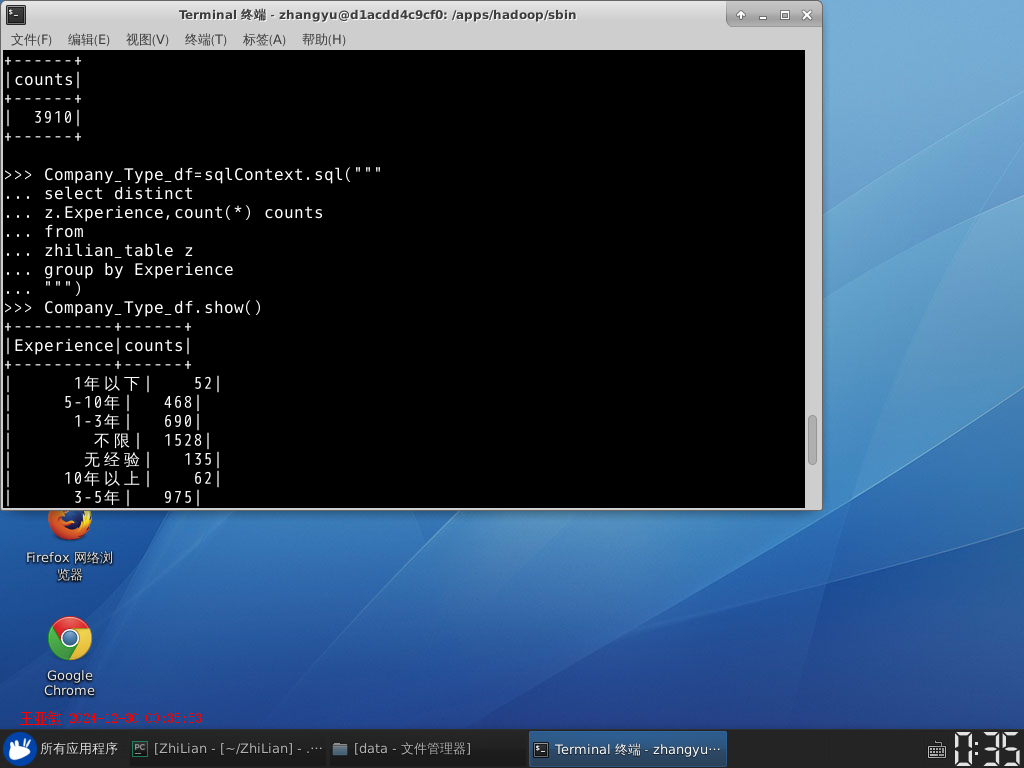 Terminal 终端 - zhangyu@d1acdd4c9cf0: /apps/hadoop/sbin
文件(F) 编辑(E) 视图(V) 终端(T) 标签(A) 帮助(H)
+------+
|counts|
+------+
|  3910|
+------+
>>> Company_Type_df=sqlContext.sql("""
... select distinct
... z.Experience,count(*) counts
... from
... zhilian_table z
... group by Experience
... """)
>>> Company_Type_df.show()
+----------+------+
|Experience|counts|
+----------+------+
|      1年以下|    52|
|     5-10年|   468|
|      1-3年|   690|
|        不限|  1528|
|       无经验|   135|
|     10年以上|    62|
|      3-5年|   975|
Firefox 网络浏
览器
Google
Chrome
所有应用程序 [ZhiLian - [~/ZhiLian] - .··· [data - 文件管理器] Terminal 终端 - zhangyu··· 0:35